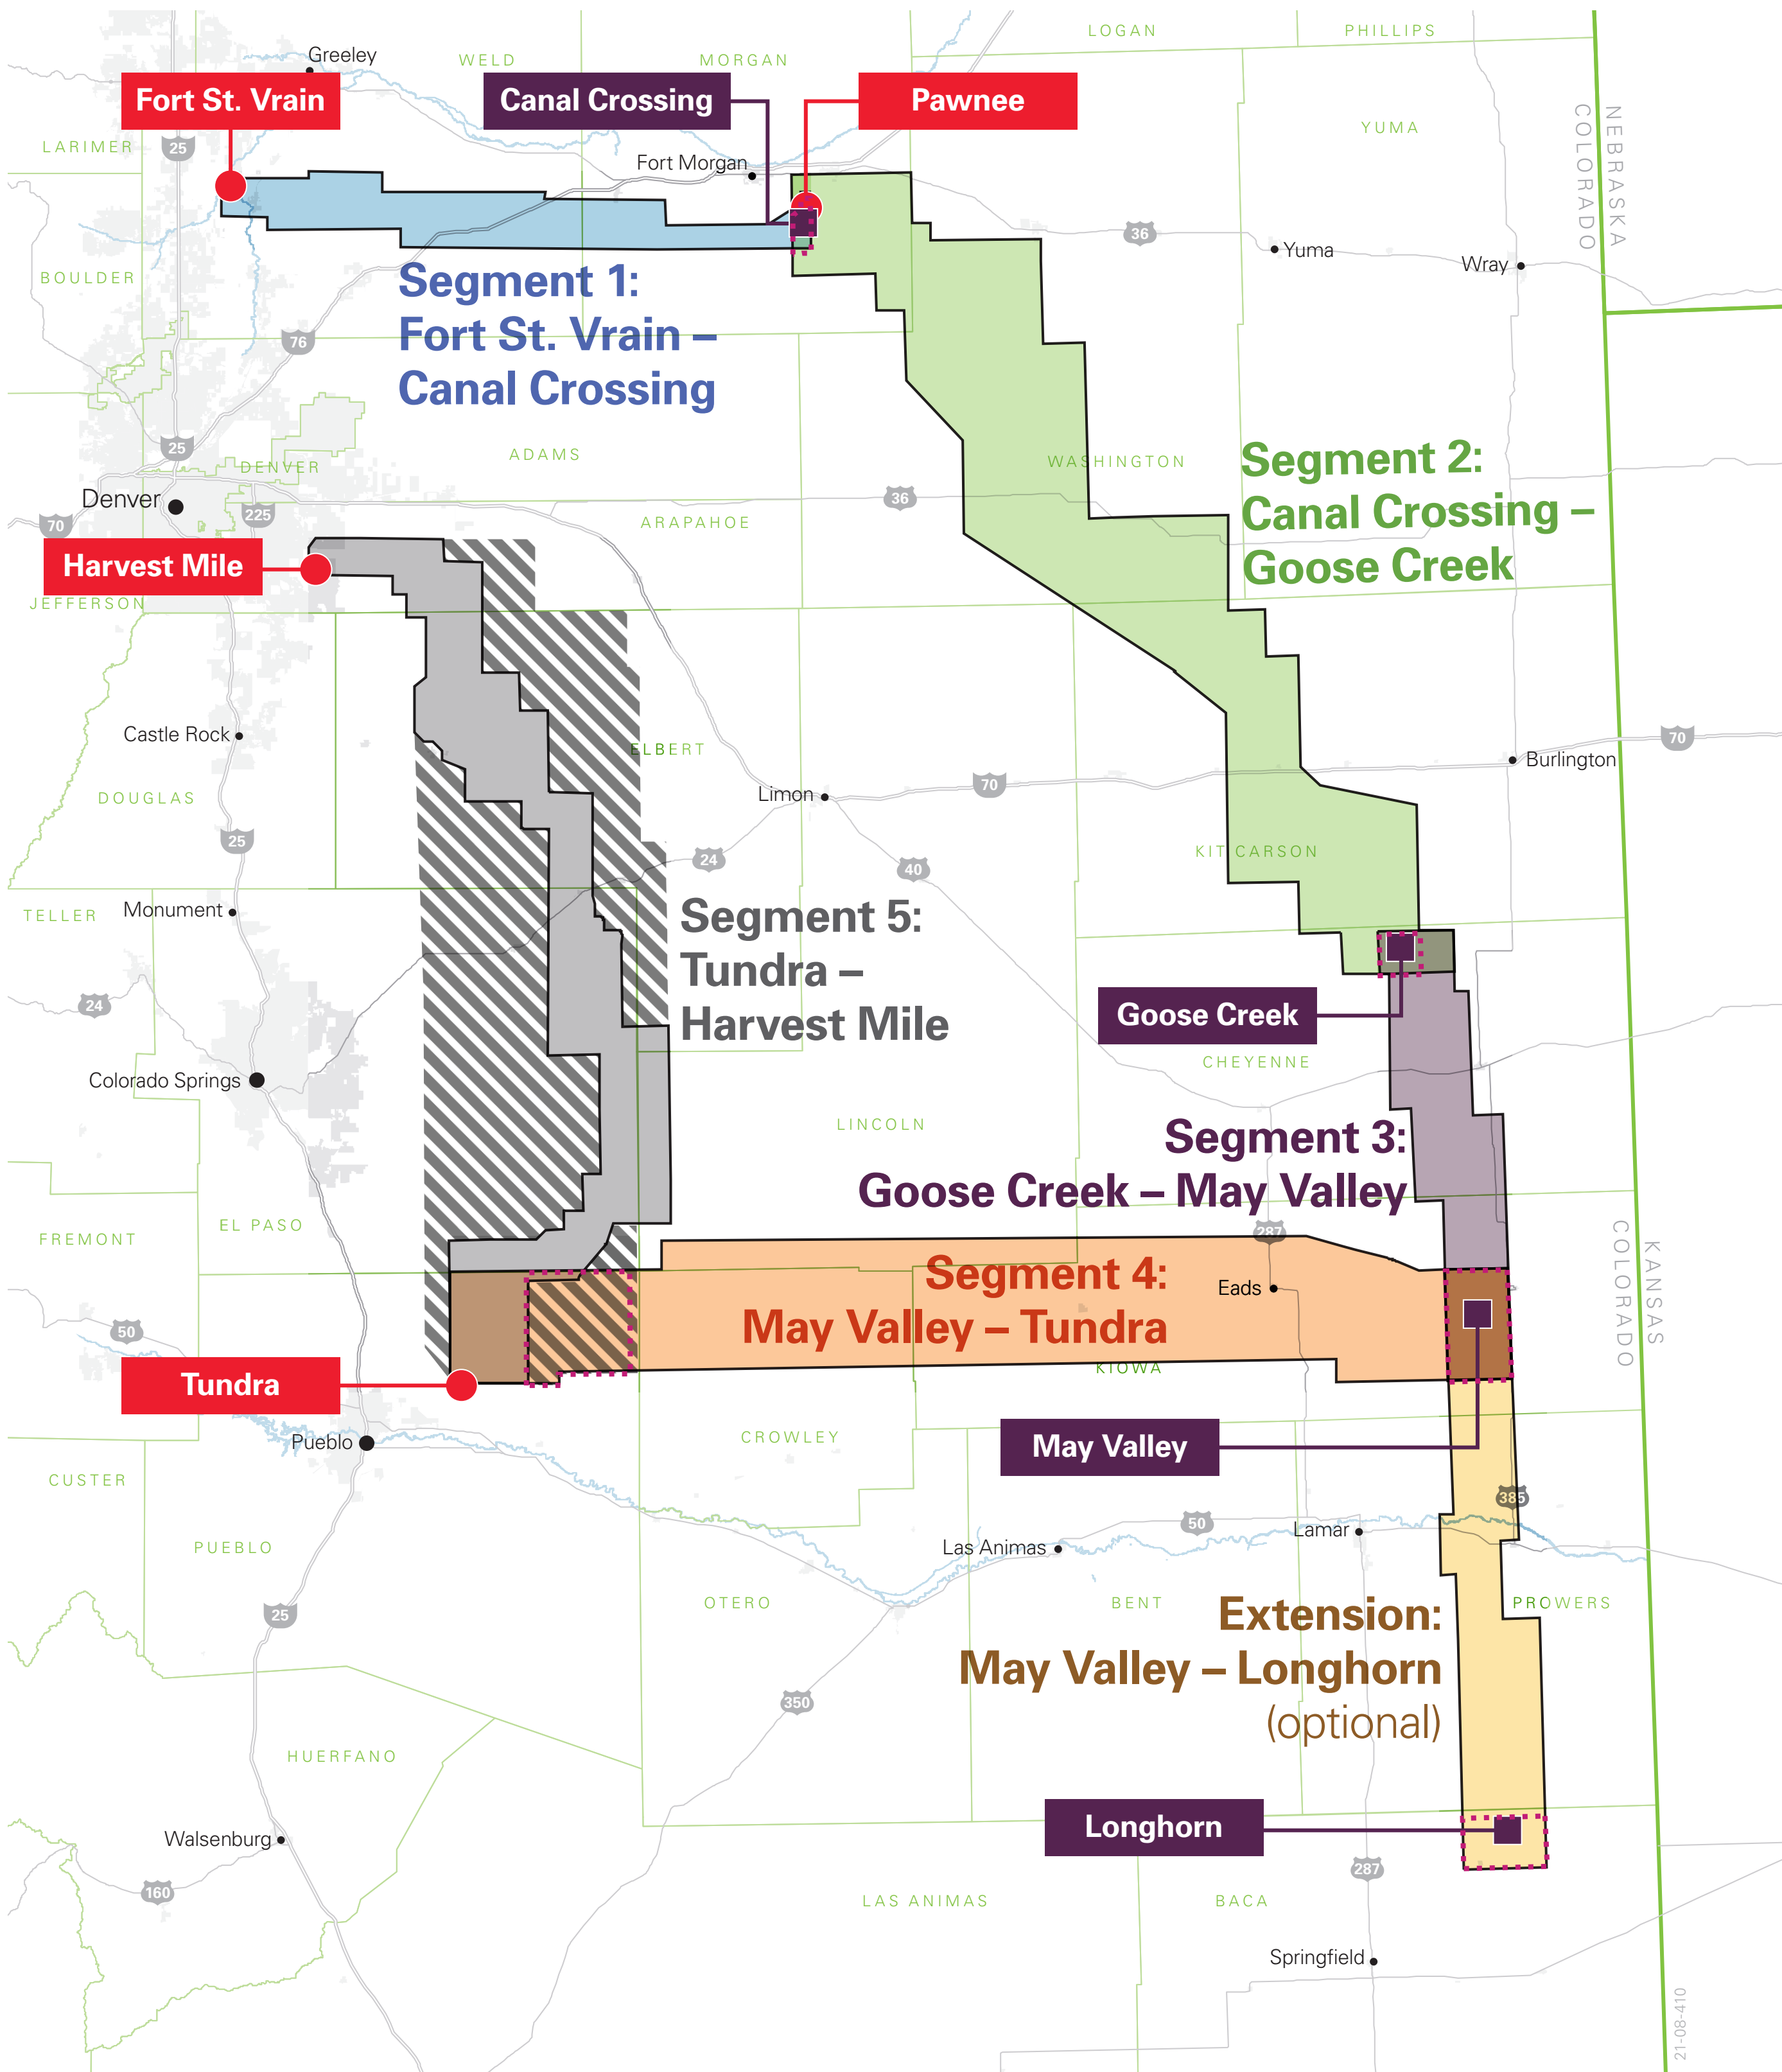 LOGAN
PHILLIPS
Greeley
WELD
MORGAN
Fort St. Vrain
Canal Crossing
Pawnee
NEBRASKA
COLORADO
YUMA
LARIMER
25
Fort Morgan
36
Yuma
Wray
BOULDER
Segment 1:
Fort St. Vrain –
Canal Crossing
76
25
DENVER
ADAMS
WASHINGTON
Segment 2:
Canal Crossing –
Goose Creek
Denver
70
225
36
ARAPAHOE
Harvest Mile
JEFFERSON
Castle Rock
ELBERT
70
Burlington
DOUGLAS
Limon
70
25
24
40
KIT CARSON
TELLER
Monument
Segment 5:
Tundra –
Harvest Mile
24
Goose Creek
CHEYENNE
Colorado Springs
LINCOLN
Segment 3:
Goose Creek – May Valley
EL PASO
FREMONT
287
KANSAS
COLORADO
Segment 4:
May Valley – Tundra
Eads
50
KIOWA
Tundra
Pueblo
CROWLEY
May Valley
CUSTER
385
50
Lamar
Las Animas
PUEBLO
OTERO
BENT
PROWERS
25
Extension:
May Valley – Longhorn
(optional)
350
HUERFANO
Longhorn
Walsenburg
287
160
LAS ANIMAS
BACA
Springfield
21-08-410